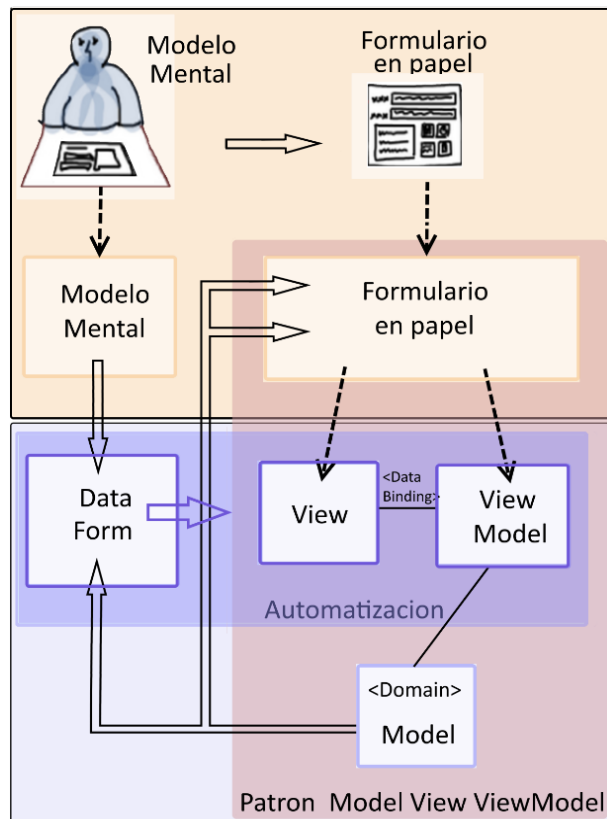 Modelo
Mental
Formulario
en papel
Modelo
Mental
Formulario
en papel
Data
Form
View
<Data
Binding>
View
Model
Automatizacion
<Domain>
Model
Patron Model View ViewModel